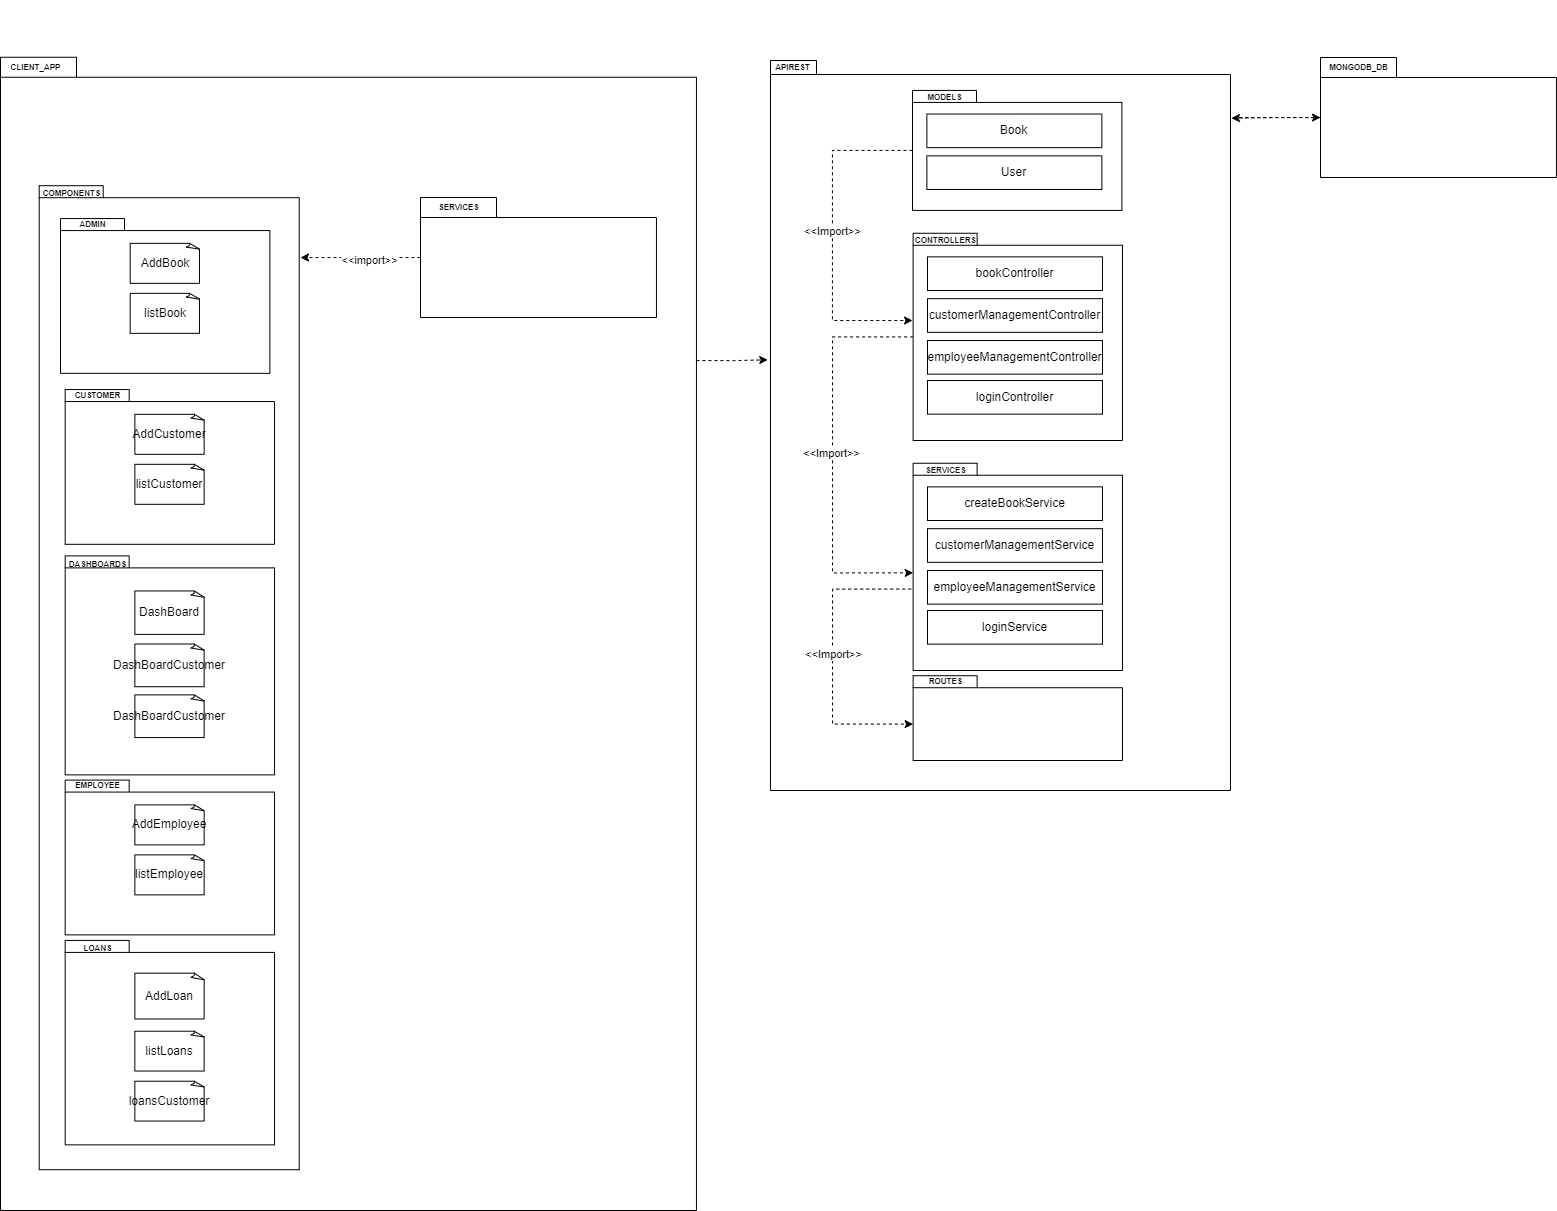 CLIENT_APP
COMPONENTS
ADMIN
AddBook
listBook
CUSTOMER
AddCustomer
listCustomer
DASHBOARDS
DashBoard
DashBoardCustomer
DashBoardCustomer
EMPLOYEE
AddEmployee
listEmployee
LOANS
AddLoan
listLoans
loansCustomer
<<import>>
SERVICES
APIREST
MODELS
Book
User
<<Import>>
CONTROLLERS
bookController
customerManagementController
employeeManagementController
loginController
<<Import>>
SERVICES
createBookService
customerManagementService
employeeManagementService
loginService
<<Import>>
ROUTES
MONGODB_DB